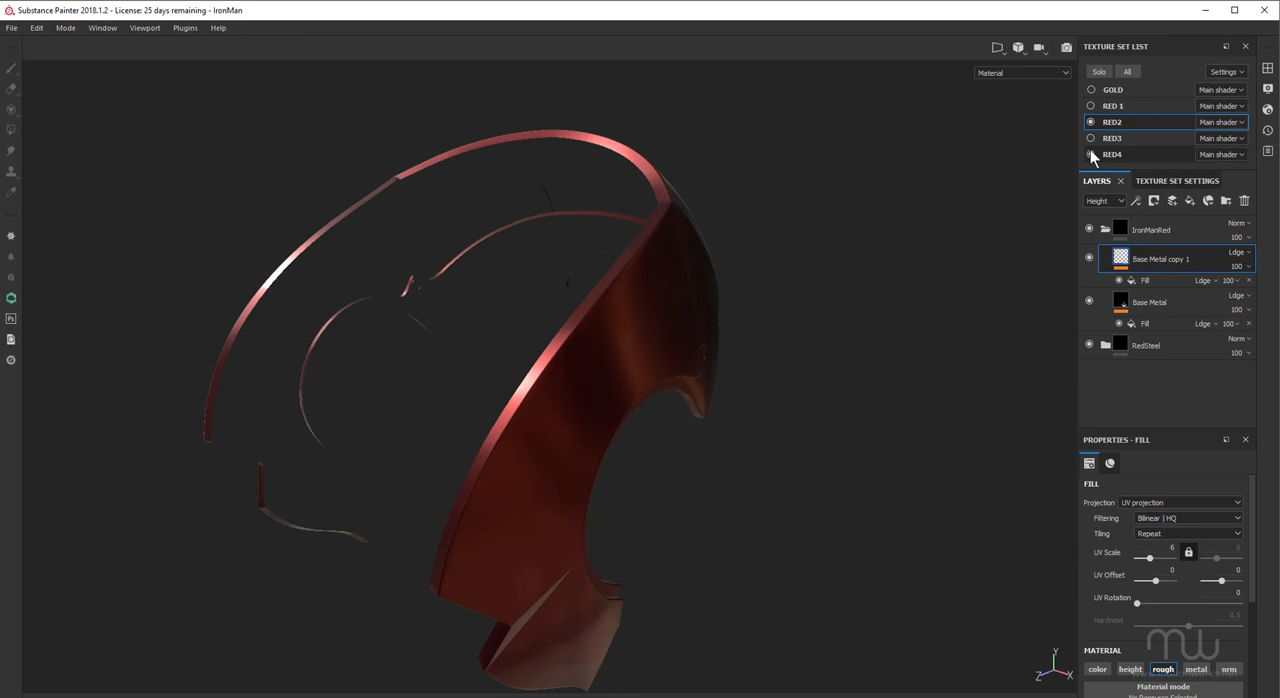 Substance Painter 2018.1.2 - License: 25 days remaining - IronMan
File Edit Mode Window Viewport Plugins Help
Material
TEXTURE SET LIST
Solo All Settings
GOLD Main shader
RED 1 Main shader
RED2 Main shader
RED3 Main shader
RED4 Main shader
LAYERS TEXTURE SET SETTINGS
Height
IronManRed Norm
100
Base Metal copy 1 Ldge
100
Fill Ldge 100
Base Metal Ldge
100
Fill Ldge 100
RedSteel Norm
100
PROPERTIES - FILL
FILL
Projection UV projection
Filtering Bilinear | HQ
Tiling Repeat
UV Scale 6 6
UV Offset 0 0
UV Rotation 0
Hardness 0.5
MATERIAL
color height rough metal nrm
Material mode
Ps
Y
Z X
miw